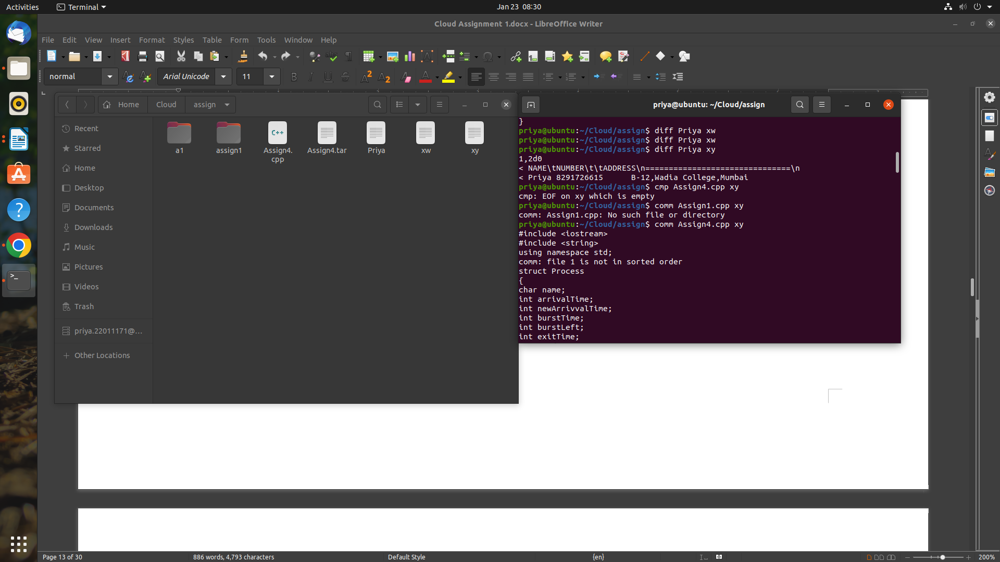 Activities
Terminal
Jan 23 08:30
Cloud Assignment 1.docx - LibreOffice Writer
File Edit View Insert Format Styles Table Form Tools Window Help
normal
Arial Unicode
11
Home
Cloud
assign
priya@ubuntu: ~/Cloud/assign
Recent
Starred
Home
Desktop
Documents
Downloads
Music
Pictures
Videos
Trash
priya.22011171@...
Other Locations
a1
assign1
C++
Assign4.
cpp
Assign4.tar
Priya
xw
xy
}
priya@ubuntu:~/Cloud/assign$ diff Priya xw
priya@ubuntu:~/Cloud/assign$ diff Priya xw
priya@ubuntu:~/Cloud/assign$ diff Priya xy
1,2d0
< NAME\tNUMBER\t\tADDRESS\n===============================\n
< Priya 8291726615      B-12,Wadia College,Mumbai
priya@ubuntu:~/Cloud/assign$ cmp Assign4.cpp xy
cmp: EOF on xy which is empty
priya@ubuntu:~/Cloud/assign$ comm Assign1.cpp xy
comm: Assign1.cpp: No such file or directory
priya@ubuntu:~/Cloud/assign$ comm Assign4.cpp xy
#include <iostream>
#include <string>
using namespace std;
comm: file 1 is not in sorted order
struct Process
{
char name;
int arrivalTime;
int newArrivvalTime;
int burstTime;
int burstLeft;
int exitTime;
Page 13 of 30
886 words, 4,793 characters
Default Style
{en}
200%